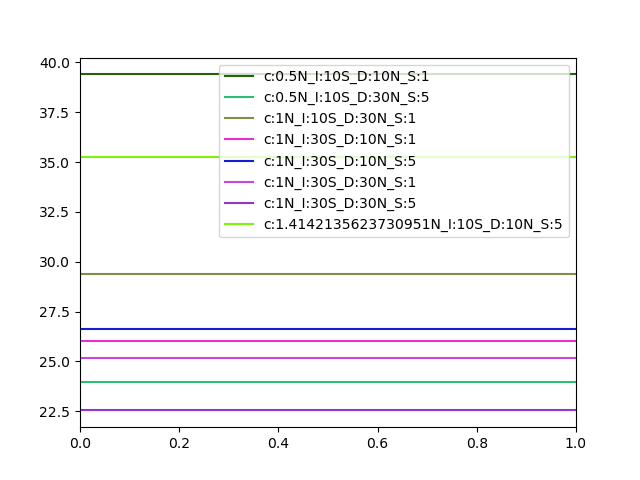 40.0
37.5
35.0
32.5
30.0
27.5
25.0
22.5
0.0 0.2 0.4 0.6 0.8 1.0
c:0.5N_I:10S_D:10N_S:1
c:0.5N_I:10S_D:30N_S:5
c:1N_I:10S_D:30N_S:1
c:1N_I:30S_D:10N_S:1
c:1N_I:30S_D:10N_S:5
c:1N_I:30S_D:30N_S:1
c:1N_I:30S_D:30N_S:5
c:1.4142135623730951N_I:10S_D:10N_S:5